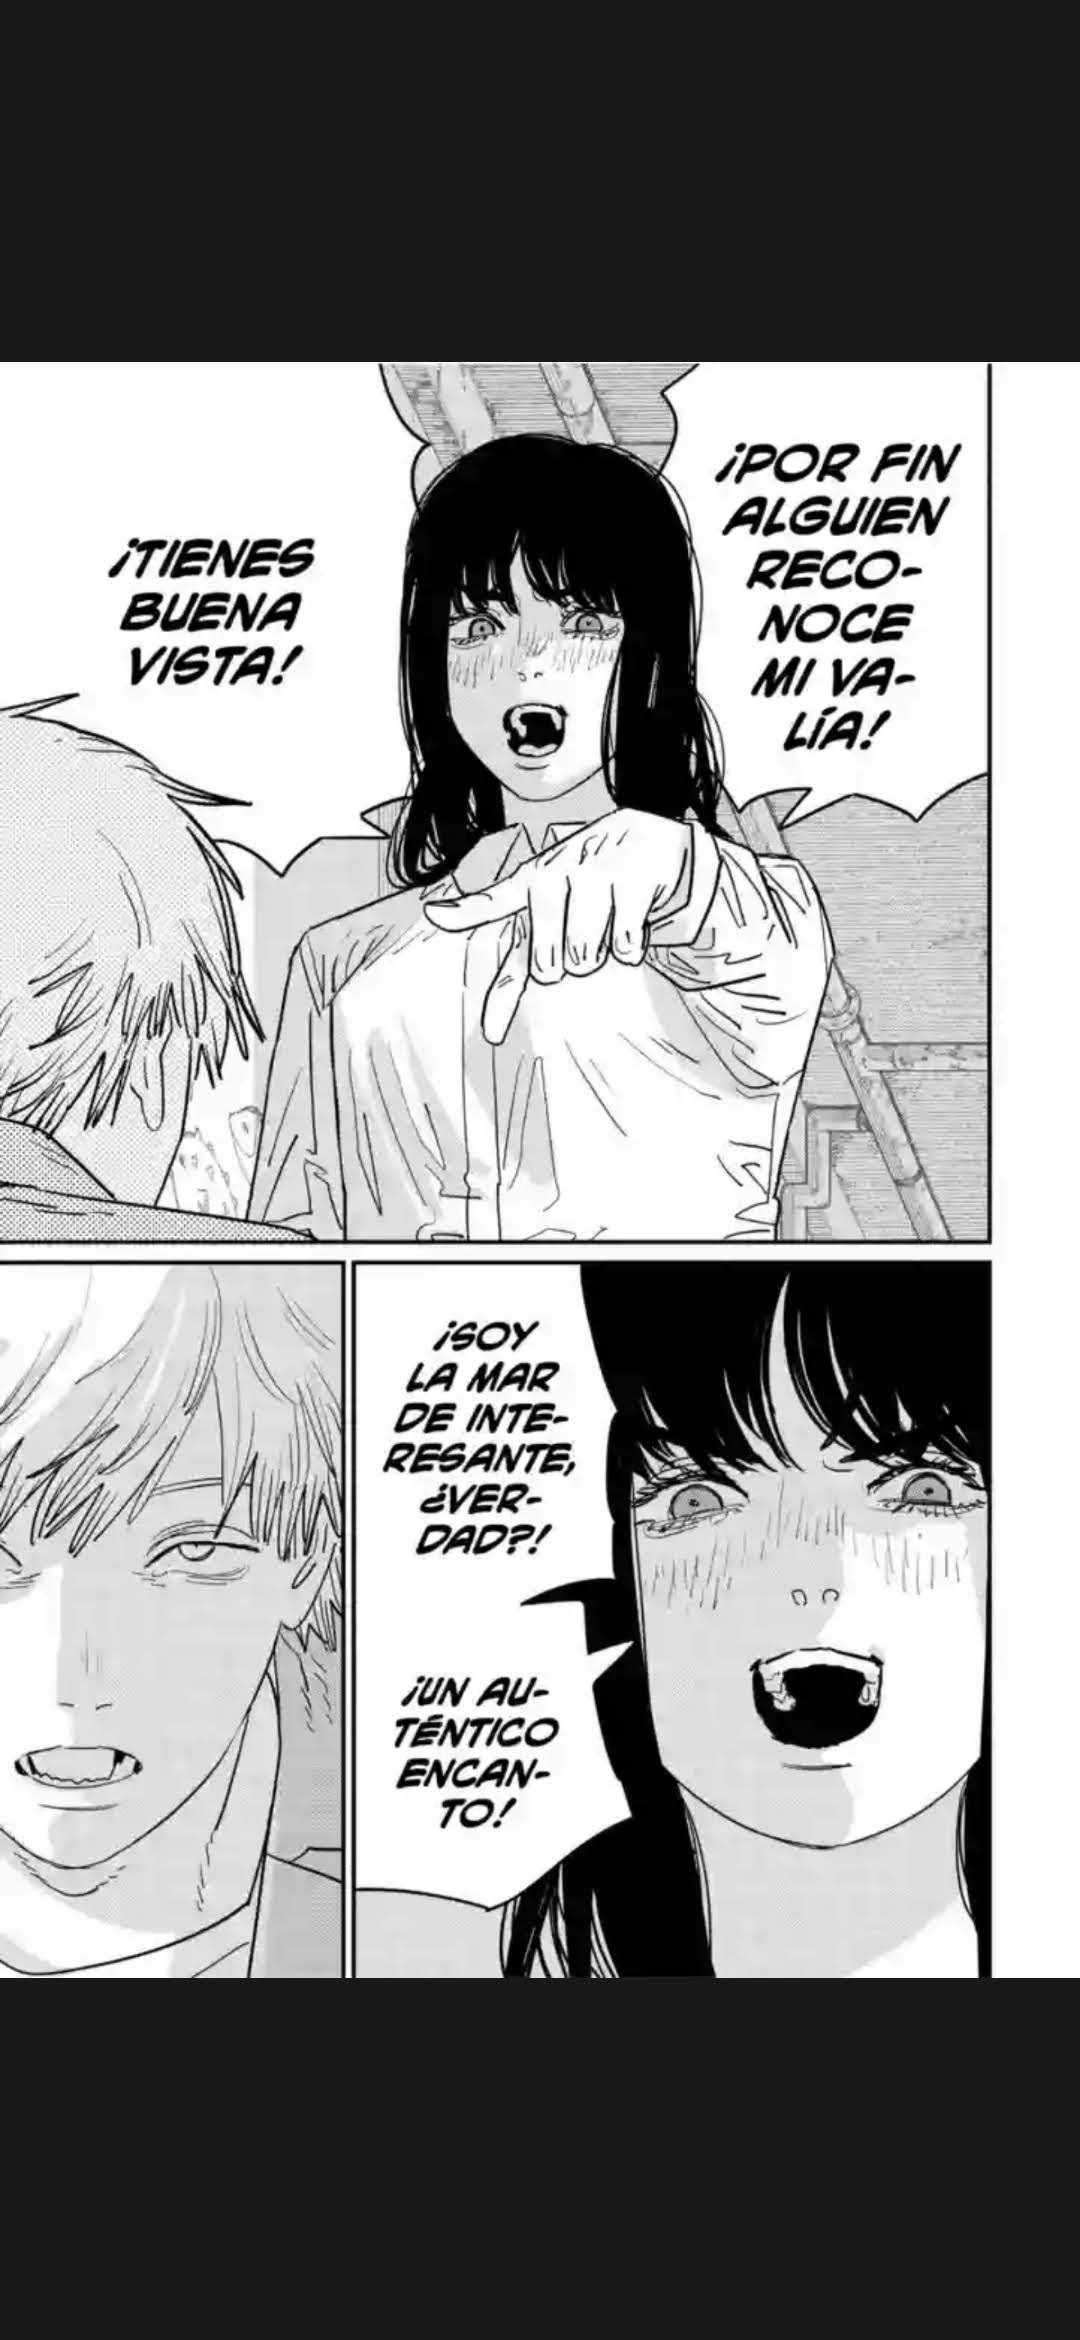 ¡POR FIN
ALGUIEN
RECO-
NOCE
MI VA-
LÍA!
¡TIENES
BUENA
VISTA!
¡SOY
LA MAR
DE INTE-
RESANTE,
¿VER-
DAD?!
¡UN AU-
TÉNTICO
ENCAN-
TO!